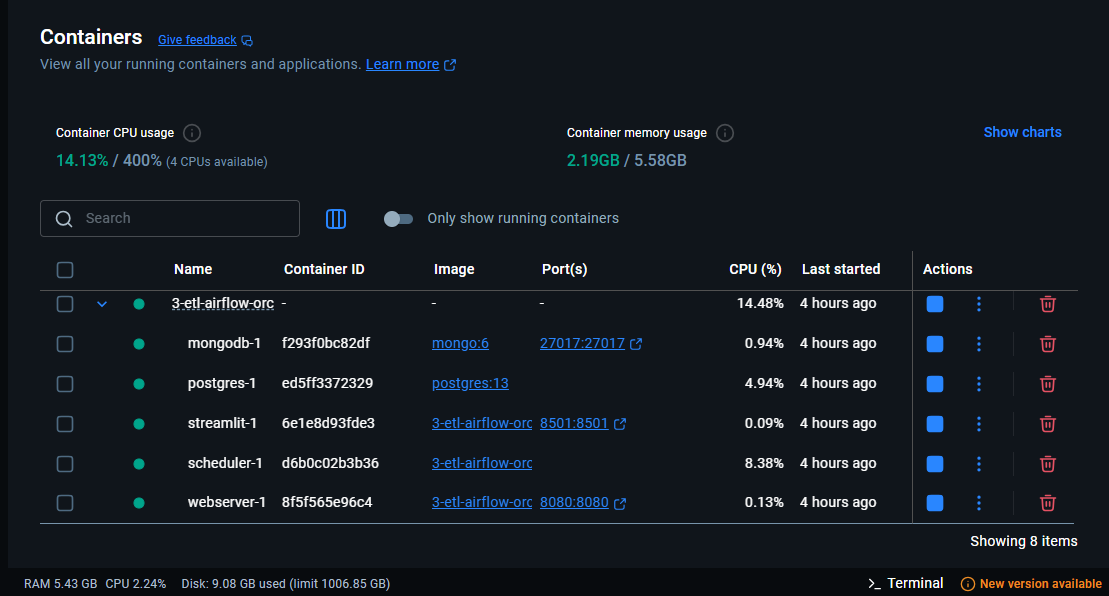 Containers Give feedback
View all your running containers and applications. Learn more
Container CPU usage Container memory usage Show charts
14.13% / 400% (4 CPUs available) 2.19GB / 5.58GB
Search Only show running containers
Name Container ID Image Port(s) CPU (%) Last started Actions
3-etl-airflow-orc - - - 14.48% 4 hours ago
mongodb-1 f293f0bc82df mongo:6 27017:27017 0.94% 4 hours ago
postgres-1 ed5ff3372329 postgres:13 4.94% 4 hours ago
streamlit-1 6e1e8d93fde3 3-etl-airflow-orc 8501:8501 0.09% 4 hours ago
scheduler-1 d6b0c02b3b36 3-etl-airflow-orc 8.38% 4 hours ago
webserver-1 8f5f565e96c4 3-etl-airflow-orc 8080:8080 0.13% 4 hours ago
Showing 8 items
RAM 5.43 GB CPU 2.24% Disk: 9.08 GB used (limit 1006.85 GB) >_ Terminal New version available